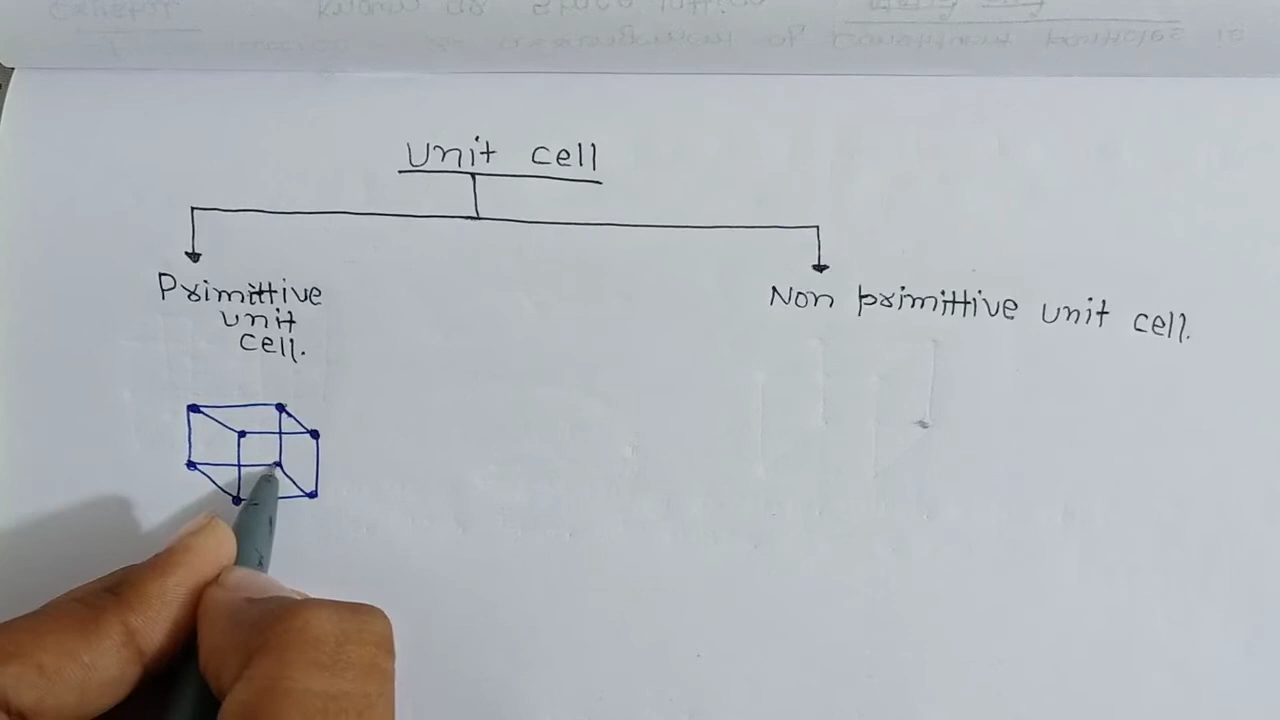 Unit cell
Primittive
unit
cell.
Non primittive unit cell.